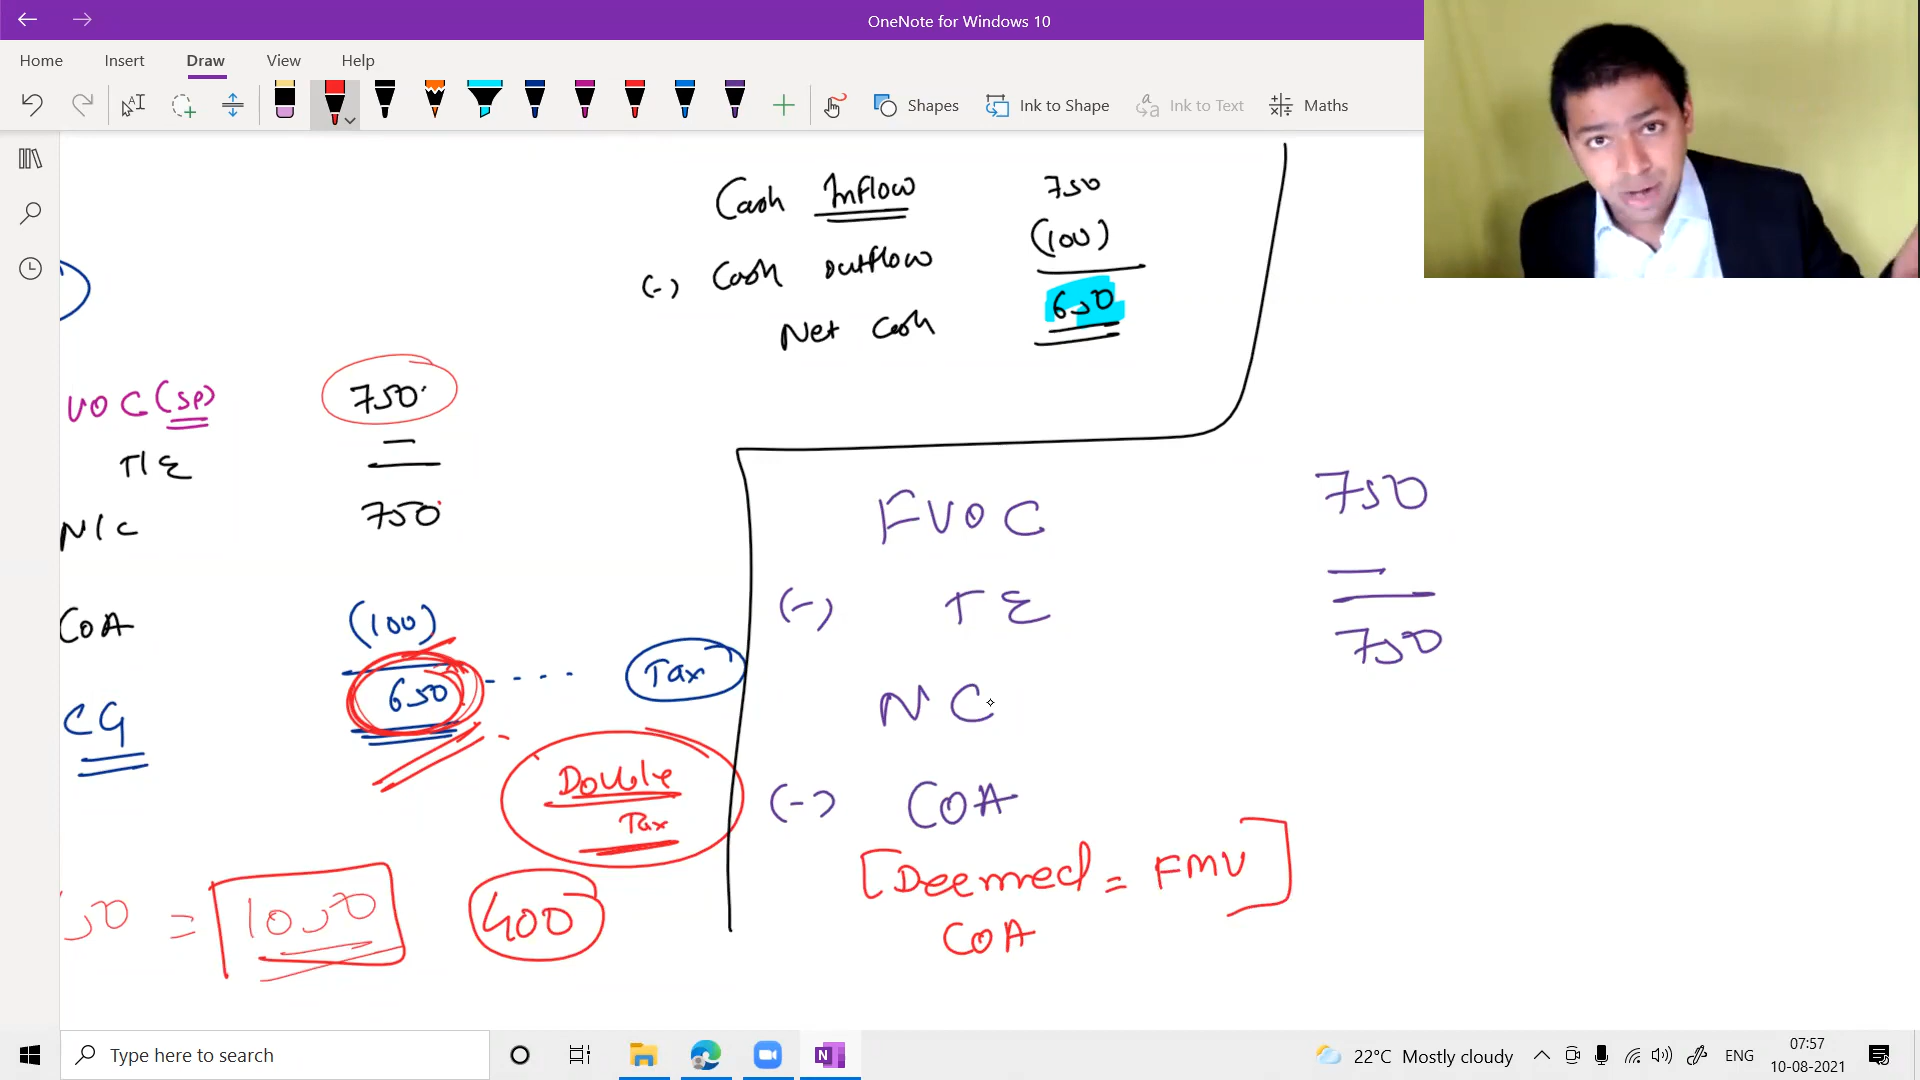 OneNote for Windows 10
Home Insert Draw View Help
Shapes Ink to Shape Ink to Text Maths
Cash Inflow 750
(-) Cash outflow (100)
Net Cash 650
VOC (SP) 750
T/E —
N/C 750
COA (100)
CG 650 Tax
Double
Tax
50 = 1050 400
FVOC 750
(-) TE —
NC 750
(-) COA
[Deemed = FMV]
COA
Type here to search
22°C Mostly cloudy
ENG
07:57
10-08-2021